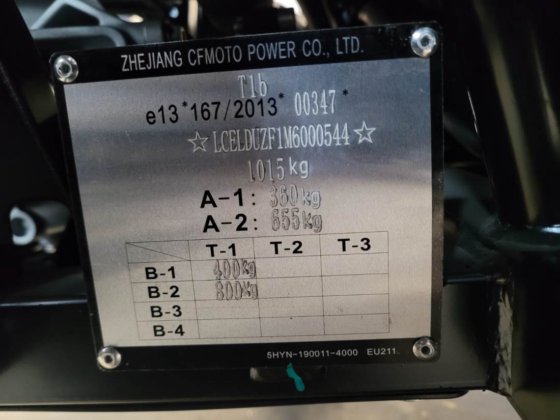 ZHEJIANG CFMOTO POWER CO., LTD.
T1b
e13*167/2013*00347*
☆LCELDUZF1M6000544☆
1015kg
A-1: 360kg
A-2: 655kg
T-1 T-2 T-3
B-1 400kg
B-2 800kg
B-3
B-4
5HYN-190011-4000 EU211.